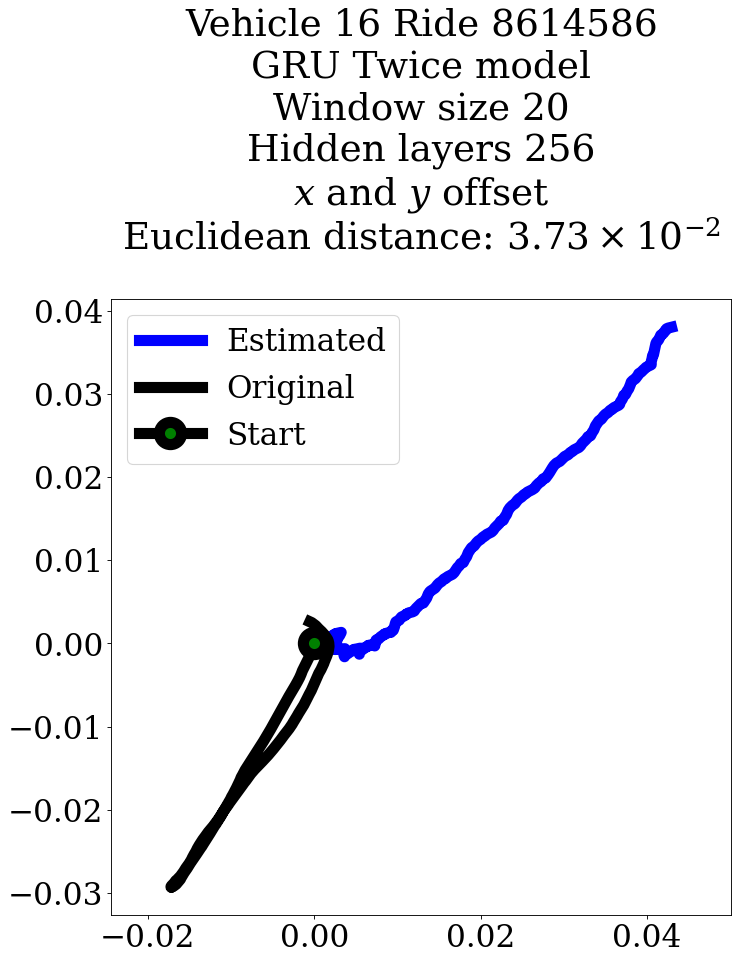 Vehicle 16 Ride 8614586
GRU Twice model
Window size 20
Hidden layers 256
x and y offset
Euclidean distance: 3.73 × 10⁻²
Estimated
Original
Start
0.04
0.03
0.02
0.01
0.00
−0.01
−0.02
−0.03
−0.02 0.00 0.02 0.04